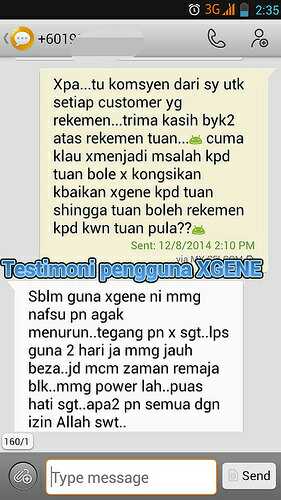 3G 2:35
+6019
Xpa...tu komsyen dari sy utk
setiap customer yg
rekemen...trima kasih byk2
atas rekemen tuan... cuma
klau xmenjadi msalah kpd
tuan bole x kongsikan
kbaikan xgene kpd tuan
shingga tuan boleh rekemen
kpd kwn tuan pula??
Sent: 12/8/2014 2:10 PM
via MY CELCOM
Testimoni pengguna XGENE
Sblm guna xgene ni mmg
nafsu pn agak
menurun..tegang pn x sgt..lps
guna 2 hari ja mmg jauh
beza..jd mcm zaman remaja
blk..mmg power lah..puas
hati sgt..apa2 pn semua dgn
izin Allah swt..
160/1
Type message
Send